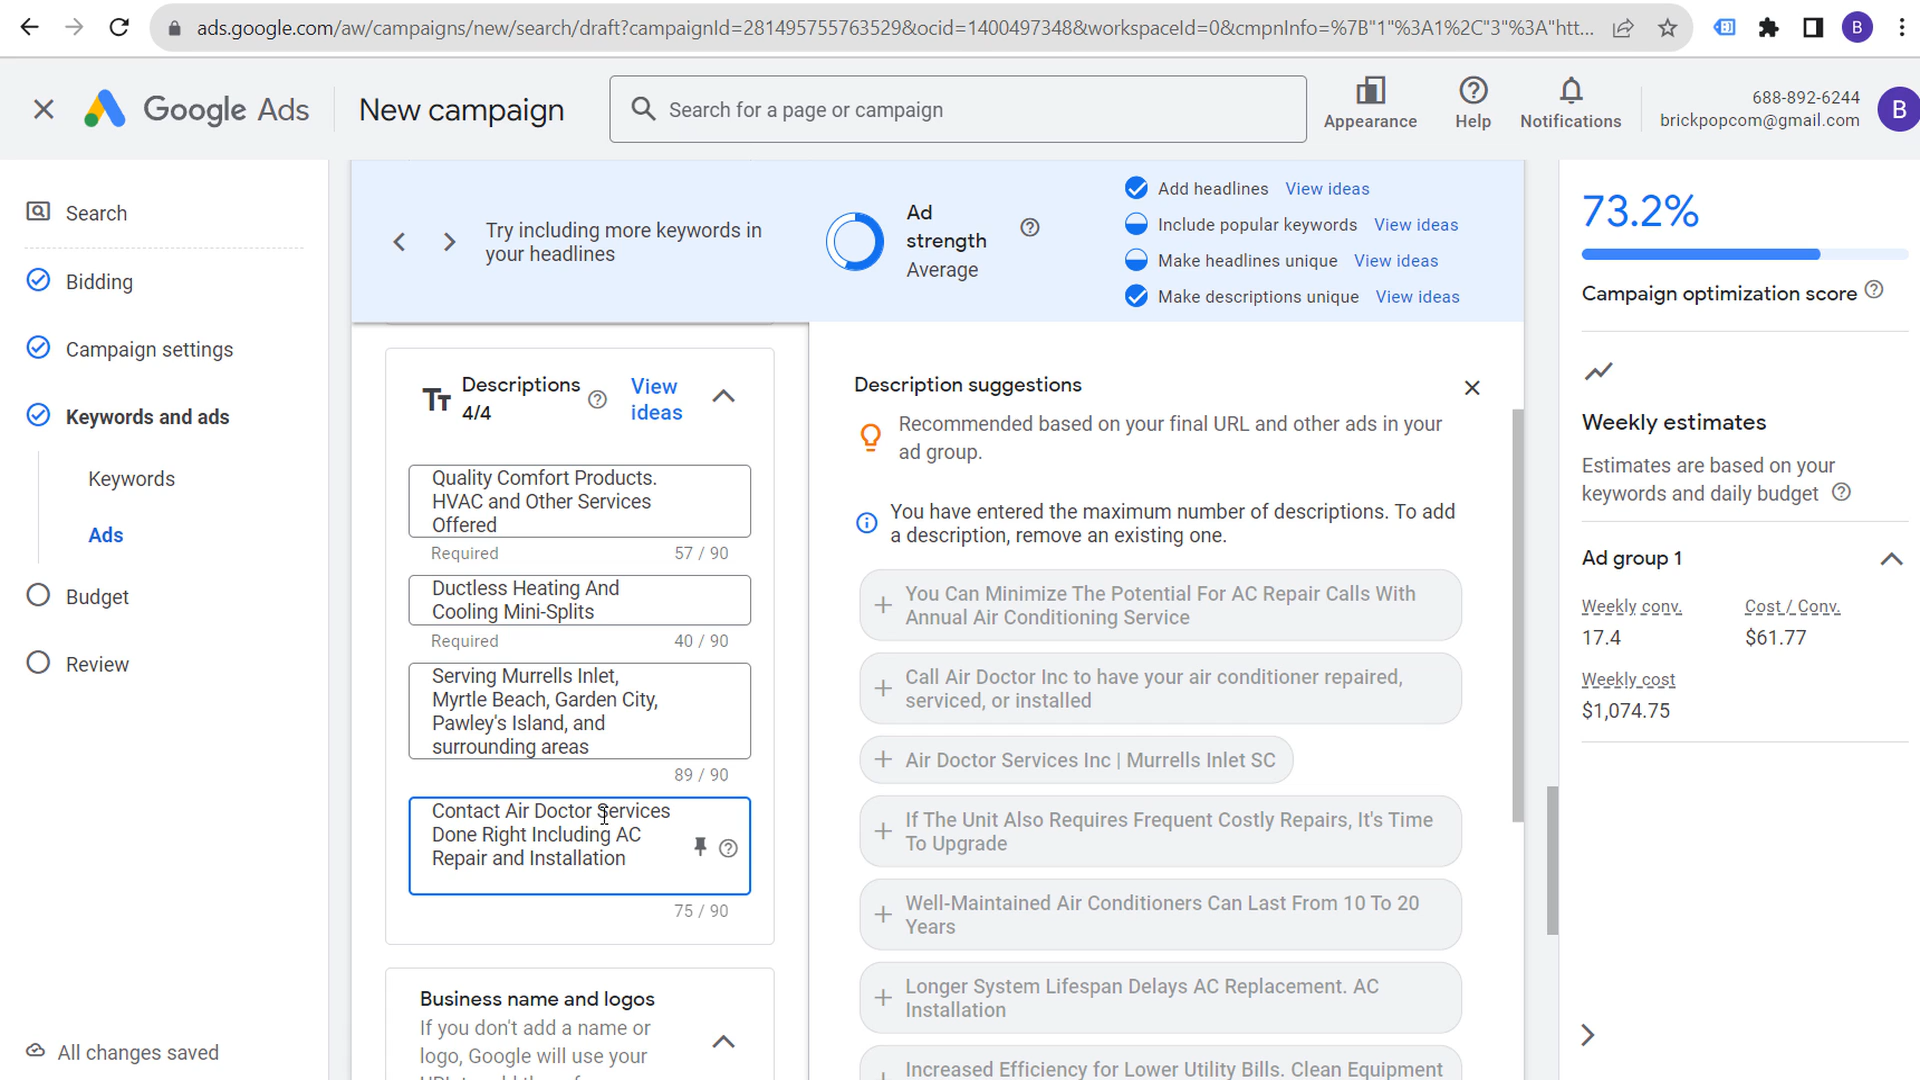 ads.google.com/aw/campaigns/new/search/draft?campaignId=281495755763529&ocid=1400497348&workspaceId=0&cmpnInfo=%7B"1"%3A1%2C"3"%3A"htt...
B
Google Ads
New campaign
Search for a page or campaign
Appearance
Help
Notifications
688-892-6244
brickpopcom@gmail.com
B
Search
Bidding
Campaign settings
Keywords and ads
Keywords
Ads
Budget
Review
All changes saved
Try including more keywords in
your headlines
Ad
strength
Average
Add headlines View ideas
Include popular keywords View ideas
Make headlines unique View ideas
Make descriptions unique View ideas
Tт
Descriptions
4/4
View
ideas
Quality Comfort Products.
HVAC and Other Services
Offered
Required 57 / 90
Ductless Heating And
Cooling Mini-Splits
Required 40 / 90
Serving Murrells Inlet,
Myrtle Beach, Garden City,
Pawley's Island, and
surrounding areas
89 / 90
Contact Air Doctor Services
Done Right Including AC
Repair and Installation
75 / 90
Business name and logos
If you don't add a name or
logo, Google will use your
Description suggestions
Recommended based on your final URL and other ads in your
ad group.
You have entered the maximum number of descriptions. To add
a description, remove an existing one.
You Can Minimize The Potential For AC Repair Calls With
Annual Air Conditioning Service
Call Air Doctor Inc to have your air conditioner repaired,
serviced, or installed
Air Doctor Services Inc | Murrells Inlet SC
If The Unit Also Requires Frequent Costly Repairs, It's Time
To Upgrade
Well-Maintained Air Conditioners Can Last From 10 To 20
Years
Longer System Lifespan Delays AC Replacement. AC
Installation
Increased Efficiency for Lower Utility Bills. Clean Equipment
73.2%
Campaign optimization score
Weekly estimates
Estimates are based on your
keywords and daily budget
Ad group 1
Weekly conv. Cost / Conv.
17.4 $61.77
Weekly cost
$1,074.75